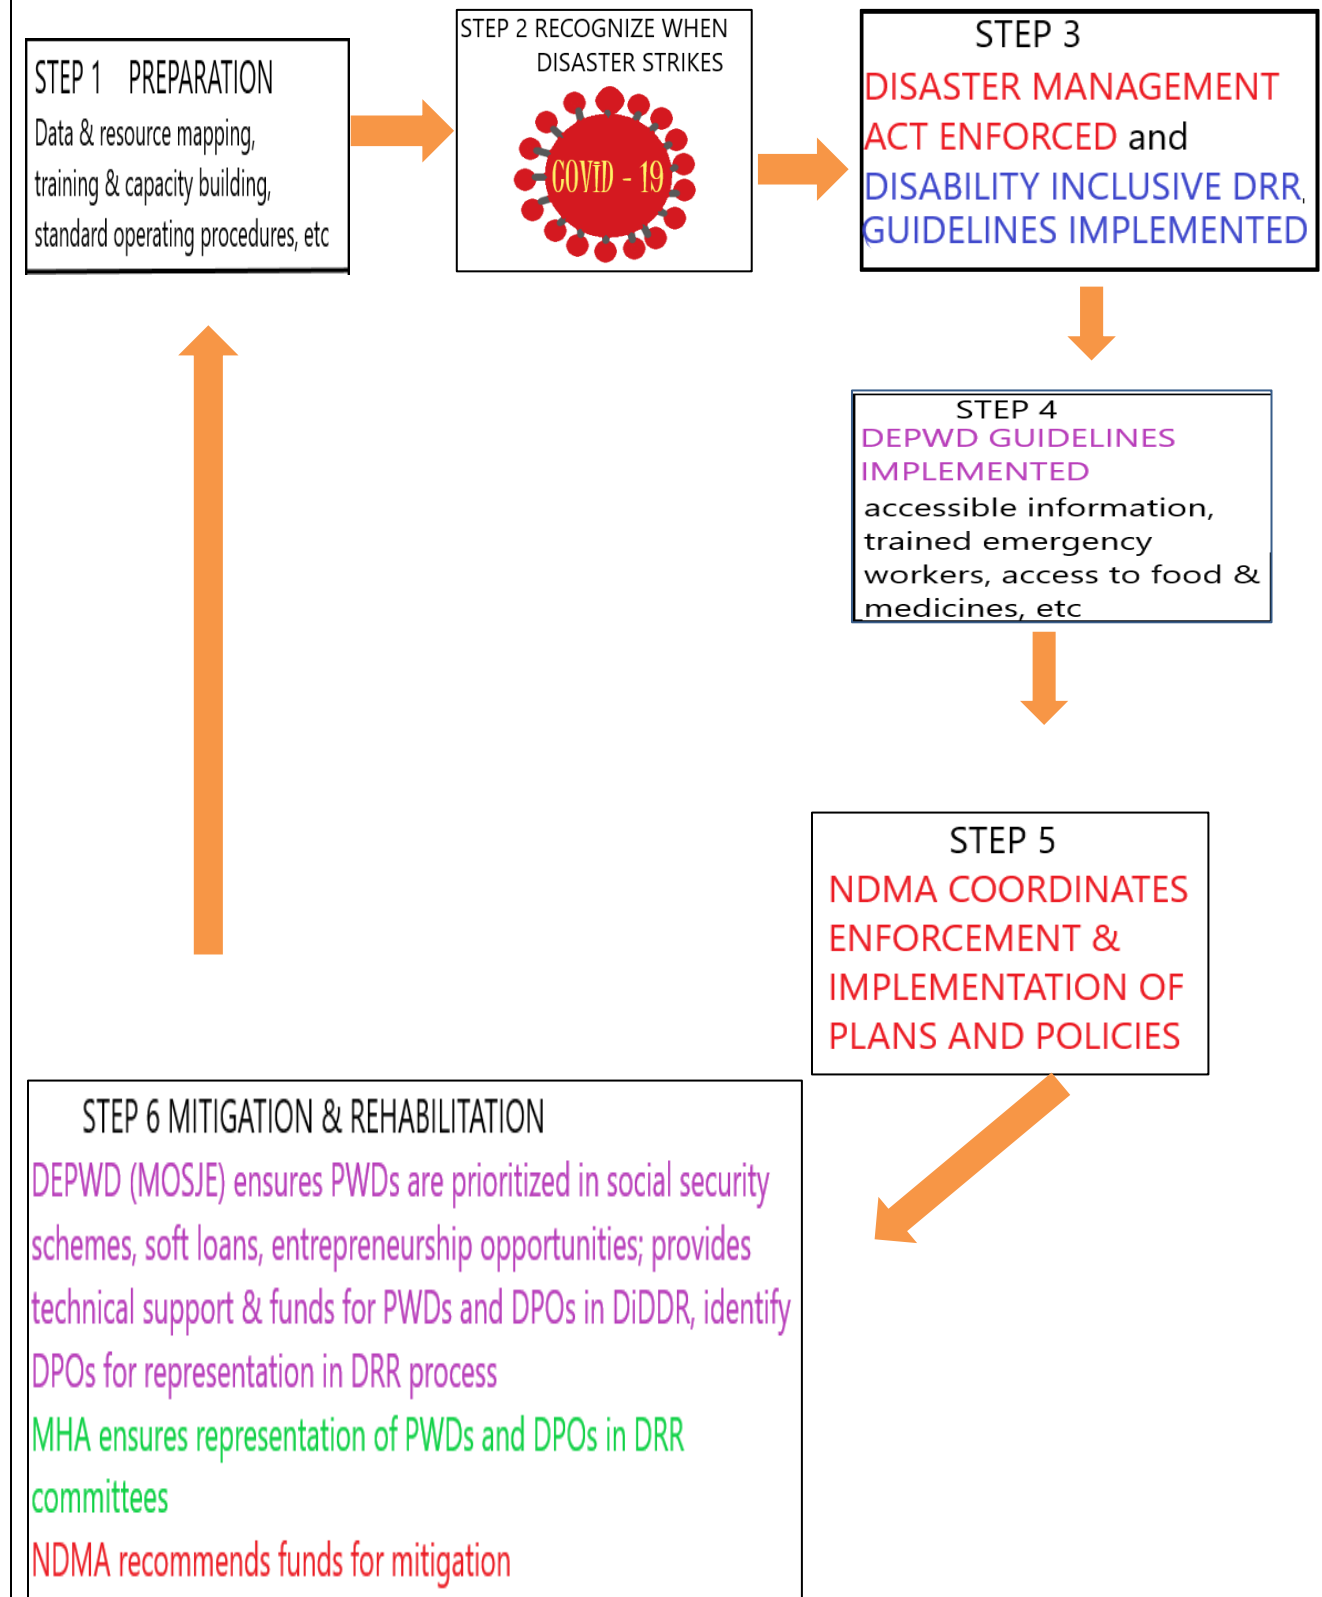 STEP 1 PREPARATION
Data & resource mapping,
training & capacity building,
standard operating procedures, etc
STEP 2 RECOGNIZE WHEN
DISASTER STRIKES
COVID - 19
STEP 3
DISASTER MANAGEMENT
ACT ENFORCED and
DISABILITY INCLUSIVE DRR,
GUIDELINES IMPLEMENTED
STEP 4
DEPWD GUIDELINES
IMPLEMENTED
accessible information,
trained emergency
workers, access to food &
medicines, etc
STEP 5
NDMA COORDINATES
ENFORCEMENT &
IMPLEMENTATION OF
PLANS AND POLICIES
STEP 6 MITIGATION & REHABILITATION
DEPWD (MOSJE) ensures PWDs are prioritized in social security
schemes, soft loans, entrepreneurship opportunities; provides
technical support & funds for PWDs and DPOs in DiDDR, identify
DPOs for representation in DRR process
MHA ensures representation of PWDs and DPOs in DRR
committees
NDMA recommends funds for mitigation